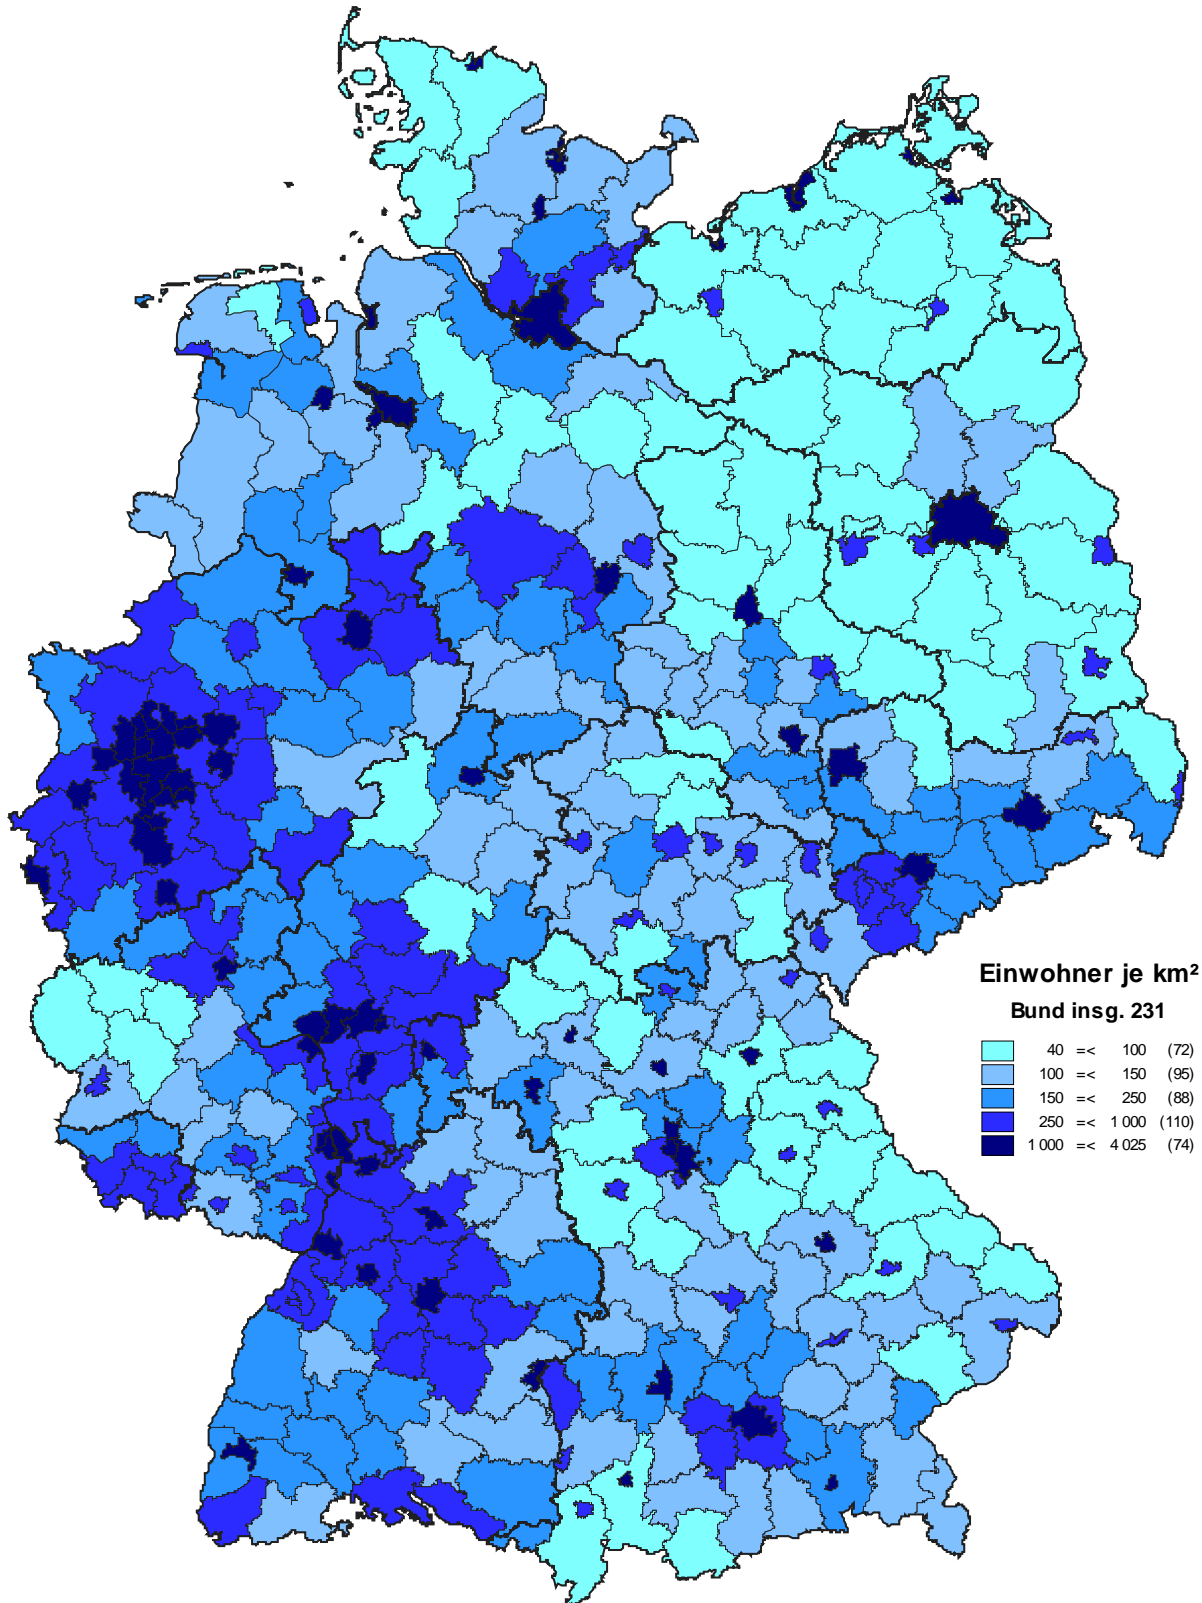 Einwohner je km²
Bund insg. 231
40 =< 100 (72)
100 =< 150 (95)
150 =< 250 (88)
250 =< 1 000 (110)
1 000 =< 4 025 (74)